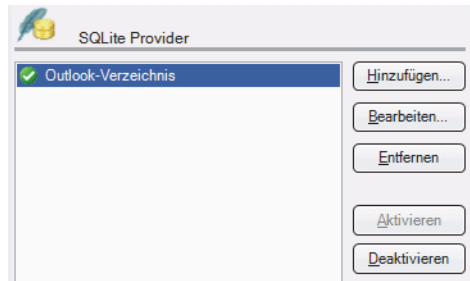 SQLite Provider
Outlook-Verzeichnis
Hinzufügen...
Bearbeiten...
Entfernen
Aktivieren
Deaktivieren